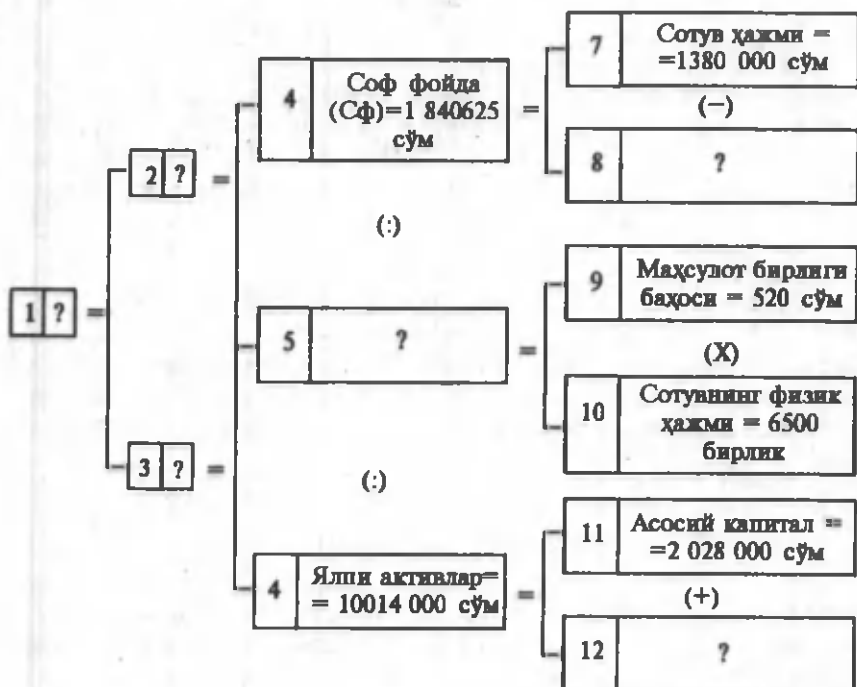 7
Сотув ҳажми =
=1380 000 сўм
4
Соф фойда
(Сф)=1 840625
сўм
=
(−)
8
?
2 ? =
(:)
1 ? =
9
Маҳсулот бирлиги
баҳоси = 520 сўм
5
?
=
(X)
10
Сотувнинг физик
ҳажми = 6500
бирлик
3 ? =
(:)
11
Асосий капитал =
=2 028 000 сўм
4
Ялпи активлар=
= 10014 000 сўм
=
(+)
12
?